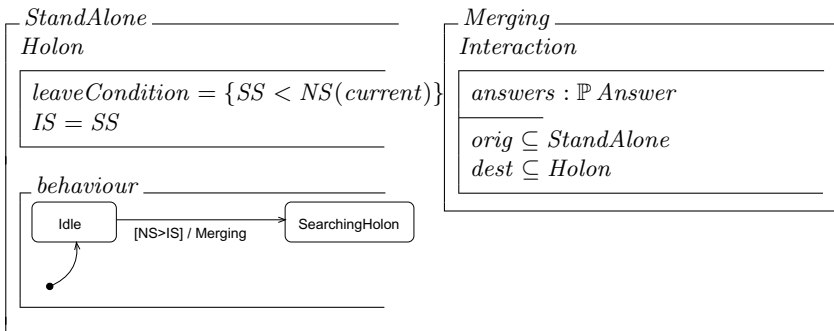 StandAlone
Holon
leaveCondition = {SS < NS(current)}
IS = SS
behaviour
Idle
[NS>IS] / Merging
SearchingHolon
Merging
Interaction
answers : ℙ Answer
orig ⊆ StandAlone
dest ⊆ Holon